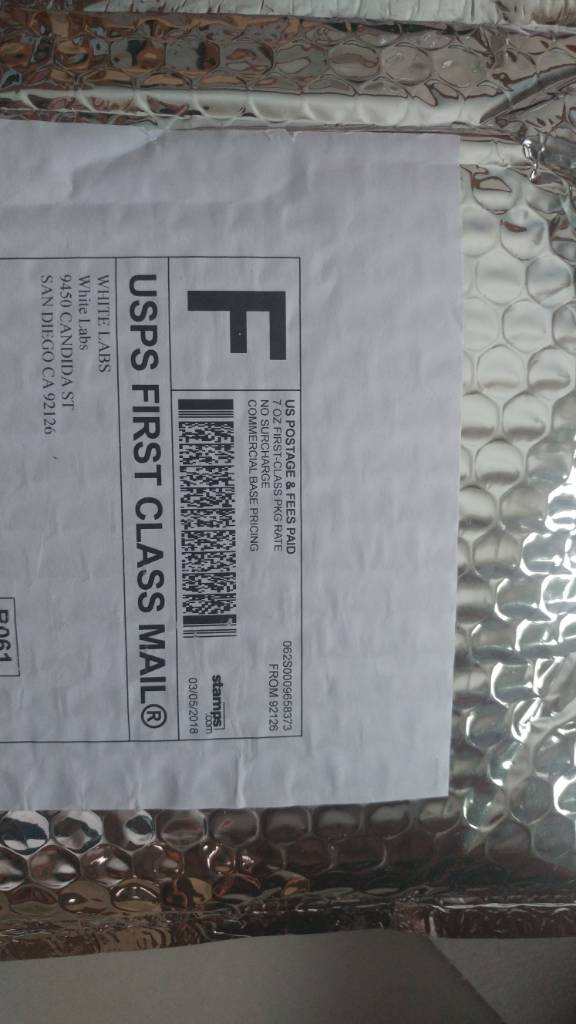 F
US POSTAGE & FEES PAID
7 OZ FIRST-CLASS PKG RATE
NO SURCHARGE
COMMERCIAL BASE PRICING
062S0009658373
FROM 92126
stamps
.com
03/05/2018
USPS FIRST CLASS MAIL®
WHITE LABS
White Labs
9450 CANDIDA ST
SAN DIEGO CA 92126
R061